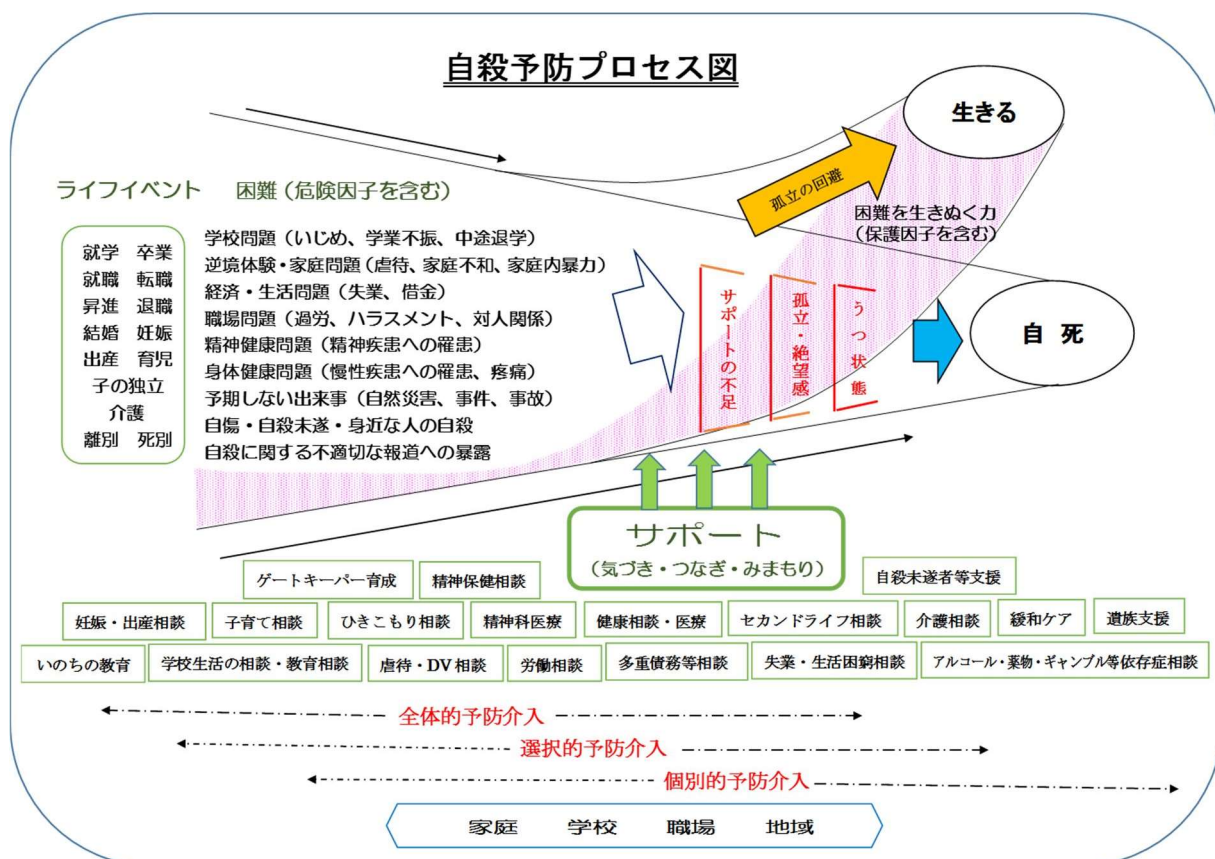 自殺予防プロセス図
生きる
孤立の回避
困難を生きぬく力
(保護因子を含む)
ライフイベント
困難(危険因子を含む)
就学 卒業
就職 転職
昇進 退職
結婚 妊娠
出産 育児
子の独立
介護
離別 死別
学校問題(いじめ、学業不振、中途退学)
逆境体験・家庭問題(虐待、家庭不和、家庭内暴力)
経済・生活問題(失業、借金)
職場問題(過労、ハラスメント、対人関係)
精神健康問題(精神疾患への罹患)
身体健康問題(慢性疾患への罹患、疼痛)
予期しない出来事(自然災害、事件、事故)
自傷・自殺未遂・身近な人の自殺
自殺に関する不適切な報道への暴露
サポートの不足
孤立・絶望感
うつ状態
自 死
サポート
(気づき・つなぎ・みまもり)
ゲートキーパー育成
精神保健相談
自殺未遂者等支援
妊娠・出産相談
子育て相談
ひきこもり相談
精神科医療
健康相談・医療
セカンドライフ相談
介護相談
緩和ケア
遺族支援
いのちの教育
学校生活の相談・教育相談
虐待・DV相談
労働相談
多重債務等相談
失業・生活困窮相談
アルコール・薬物・ギャンブル等依存症相談
全体的予防介入
選択的予防介入
個別的予防介入
家庭 学校 職場 地域